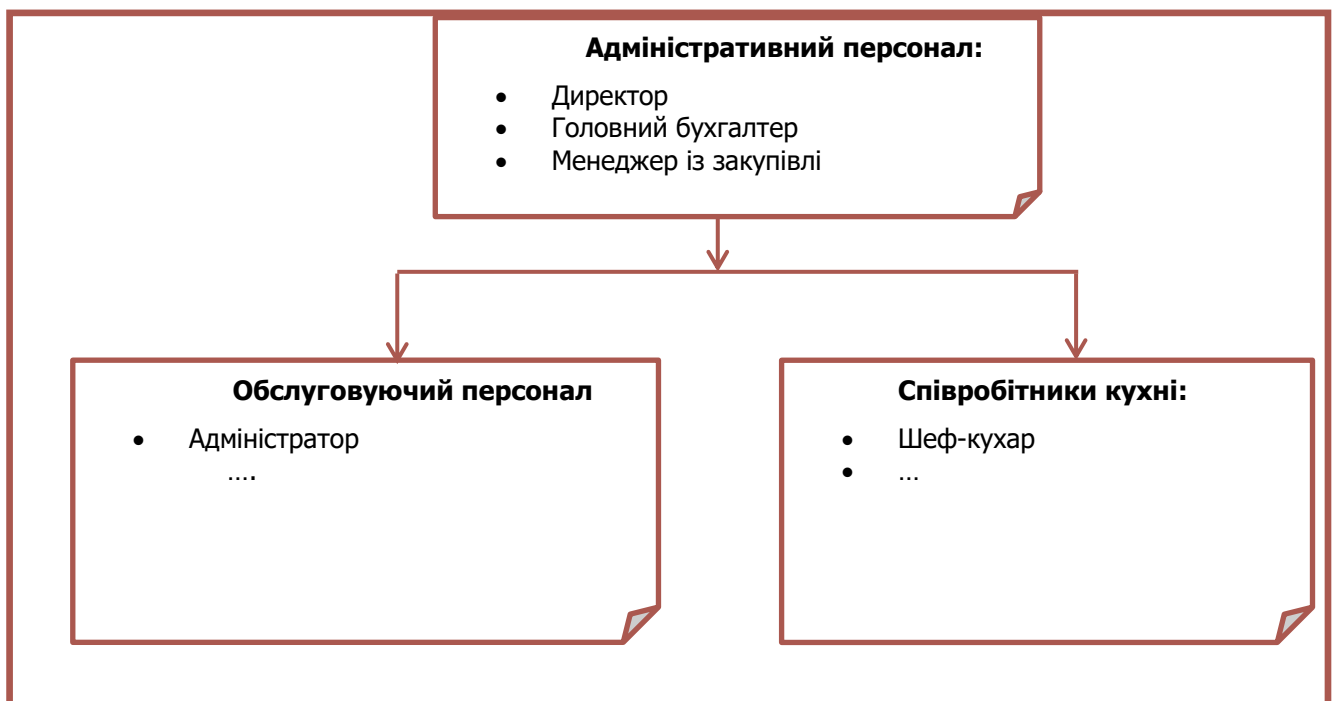 Адміністративний персонал:
• Директор
• Головний бухгалтер
• Менеджер із закупівлі
Обслуговуючий персонал
• Адміністратор
….
Співробітники кухні:
• Шеф-кухар
• …